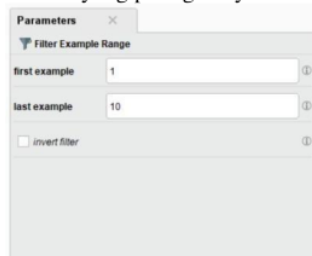 Parameters ×
Filter Example Range
first example 1
last example 10
invert filter